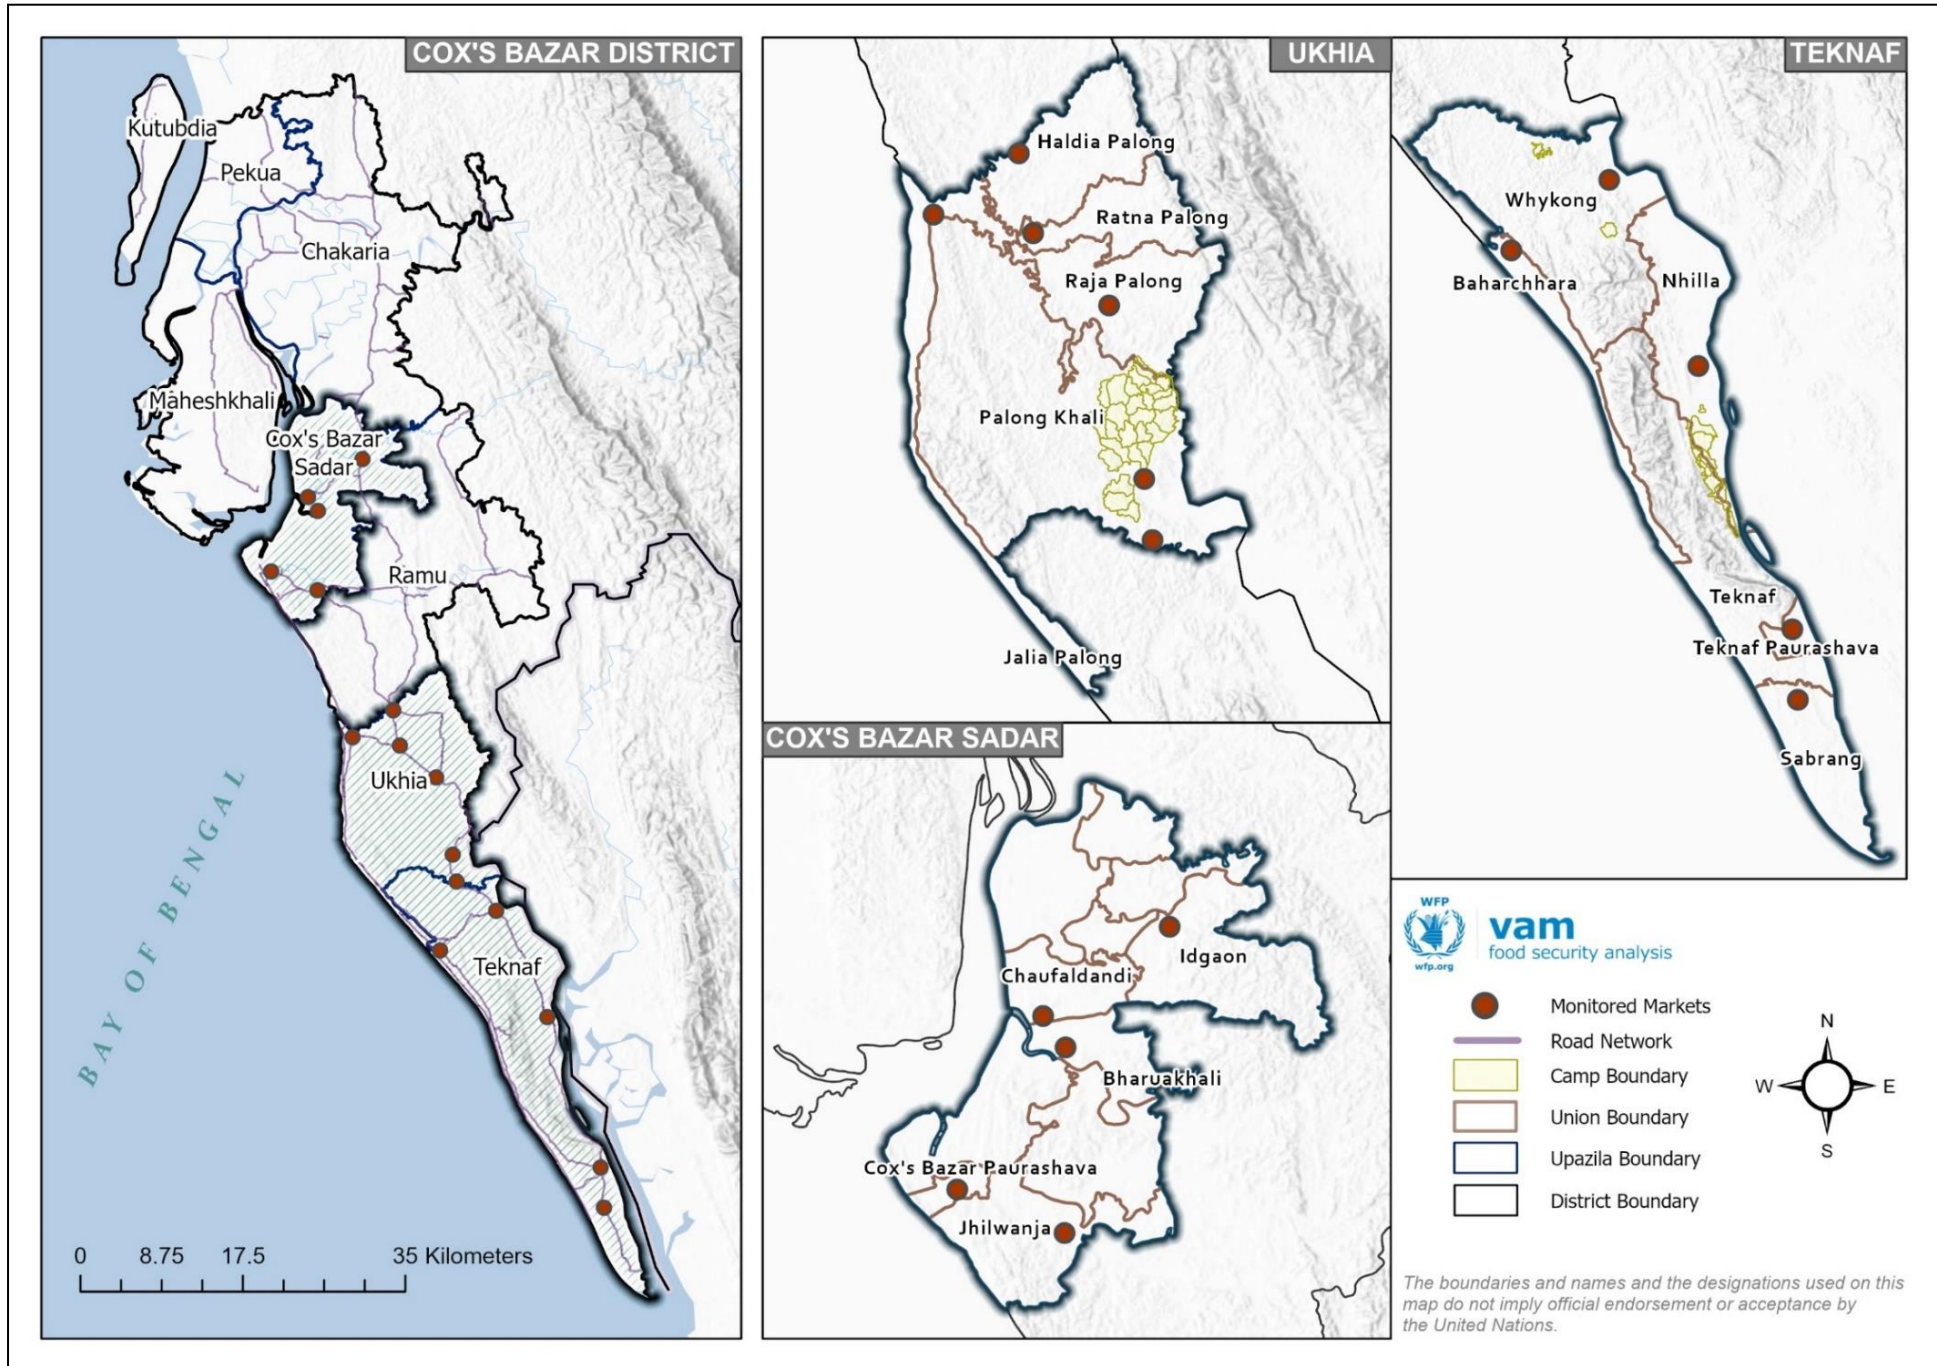 COX'S BAZAR DISTRICT
Kutubdia
Pekua
Chakaria
Maheshkhali
Cox's Bazar
Sadar
Ramu
Ukhia
Teknaf
BAY OF BENGAL
0 8.75 17.5 35 Kilometers
UKHIA
Haldia Palong
Ratna Palong
Raja Palong
Palong Khali
Jalia Palong
COX'S BAZAR SADAR
Idgaon
Chaufaldandi
Bharuakhali
Cox's Bazar Paurashava
Jhilwanja
TEKNAF
Whykong
Baharchhara
Nhilla
Teknaf
Teknaf Paurashava
Sabrang
WFP
wfp.org
vam
food security analysis
Monitored Markets
Road Network
Camp Boundary
Union Boundary
Upazila Boundary
District Boundary
N
W E
S
The boundaries and names and the designations used on this
map do not imply official endorsement or acceptance by
the United Nations.